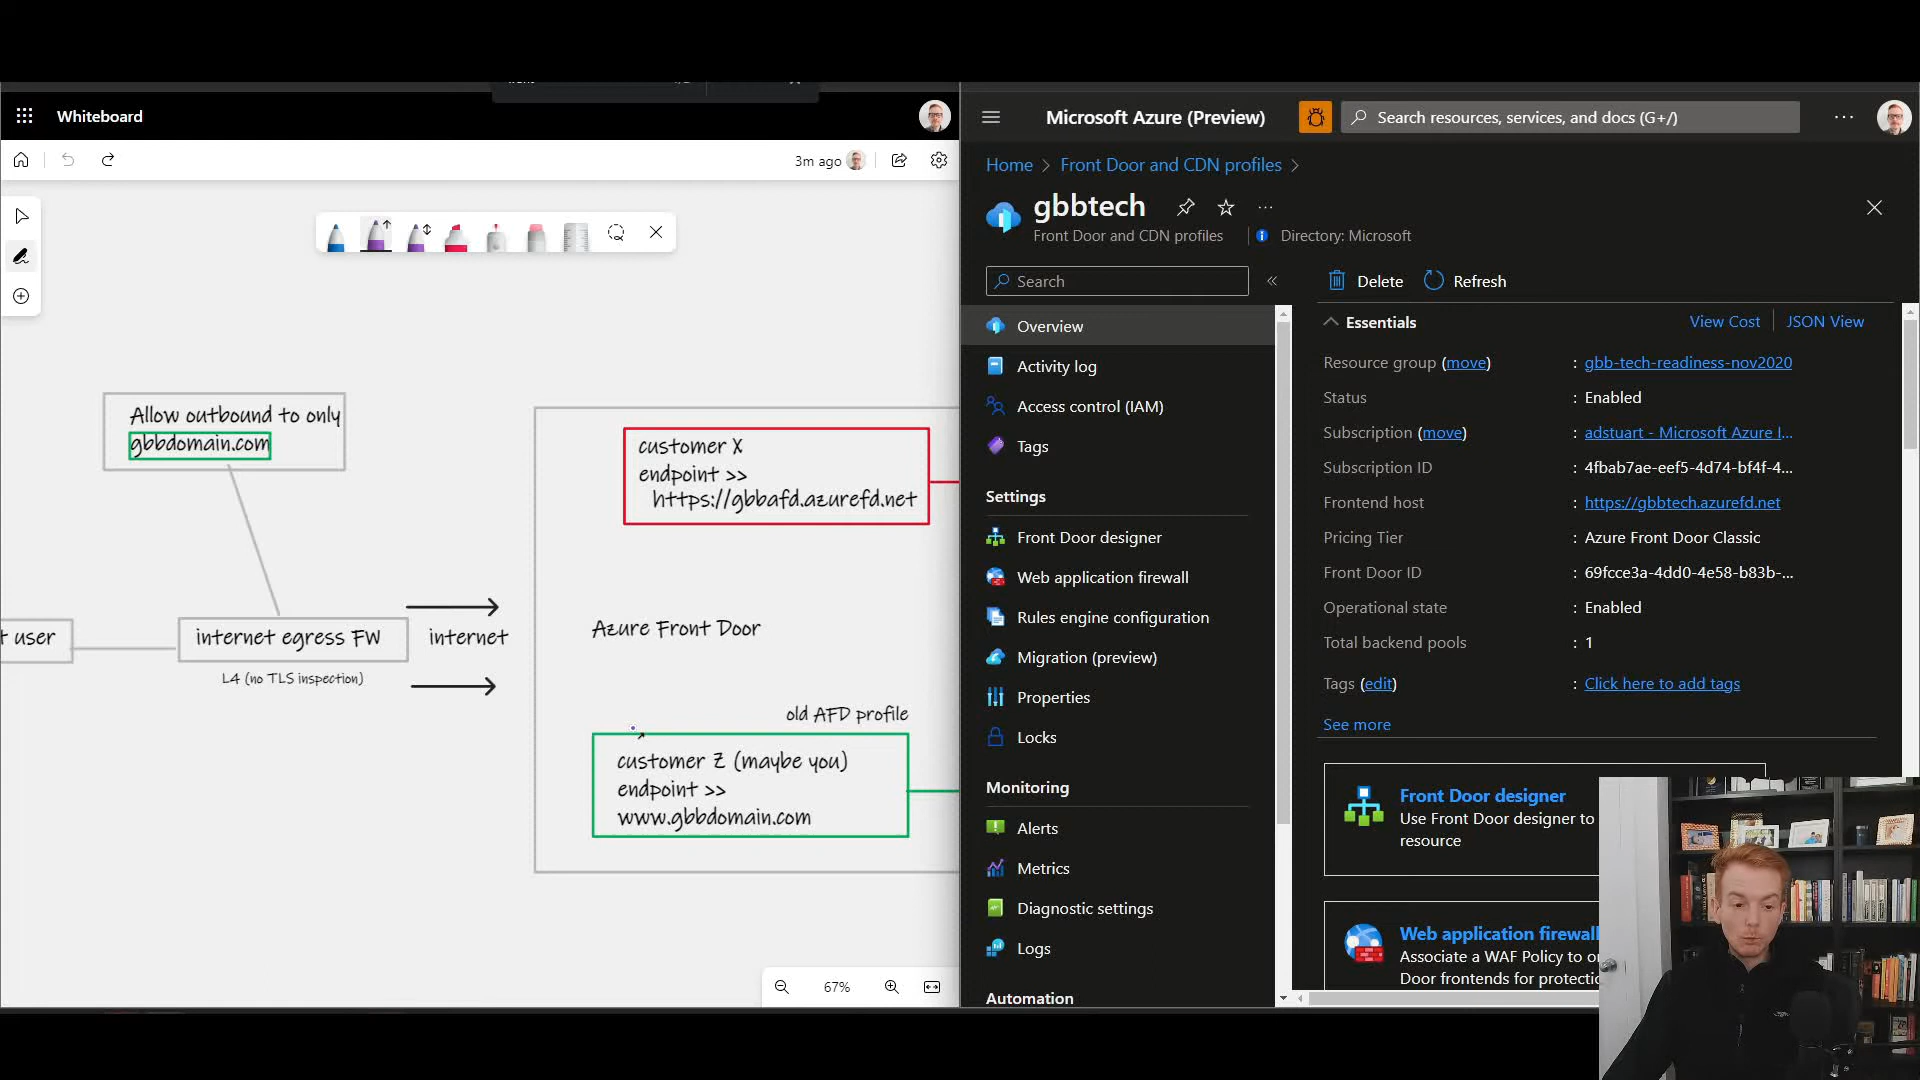 Whiteboard
3m ago
67%
Allow outbound to only
gbbdomain.com
t user
internet egress FW
L4 (no TLS inspection)
internet
customer X
endpoint >>
https://gbbafd.azurefd.net
Azure Front Door
old AFD profile
customer Z (maybe you)
endpoint >>
www.gbbdomain.com
Microsoft Azure (Preview)
Search resources, services, and docs (G+/)
Home > Front Door and CDN profiles >
gbbtech
Front Door and CDN profiles
Directory: Microsoft
Search
Overview
Activity log
Access control (IAM)
Tags
Settings
Front Door designer
Web application firewall
Rules engine configuration
Migration (preview)
Properties
Locks
Monitoring
Alerts
Metrics
Diagnostic settings
Logs
Automation
Delete
Refresh
Essentials
View Cost
JSON View
Resource group (move) : gbb-tech-readiness-nov2020
Status : Enabled
Subscription (move) : adstuart - Microsoft Azure I...
Subscription ID : 4fbab7ae-eef5-4d74-bf4f-4...
Frontend host : https://gbbtech.azurefd.net
Pricing Tier : Azure Front Door Classic
Front Door ID : 69fcce3a-4dd0-4e58-b83b-...
Operational state : Enabled
Total backend pools : 1
Tags (edit) : Click here to add tags
See more
Front Door designer
Use Front Door designer to
resource
Web application firewall
Associate a WAF Policy to
Door frontends for protectio